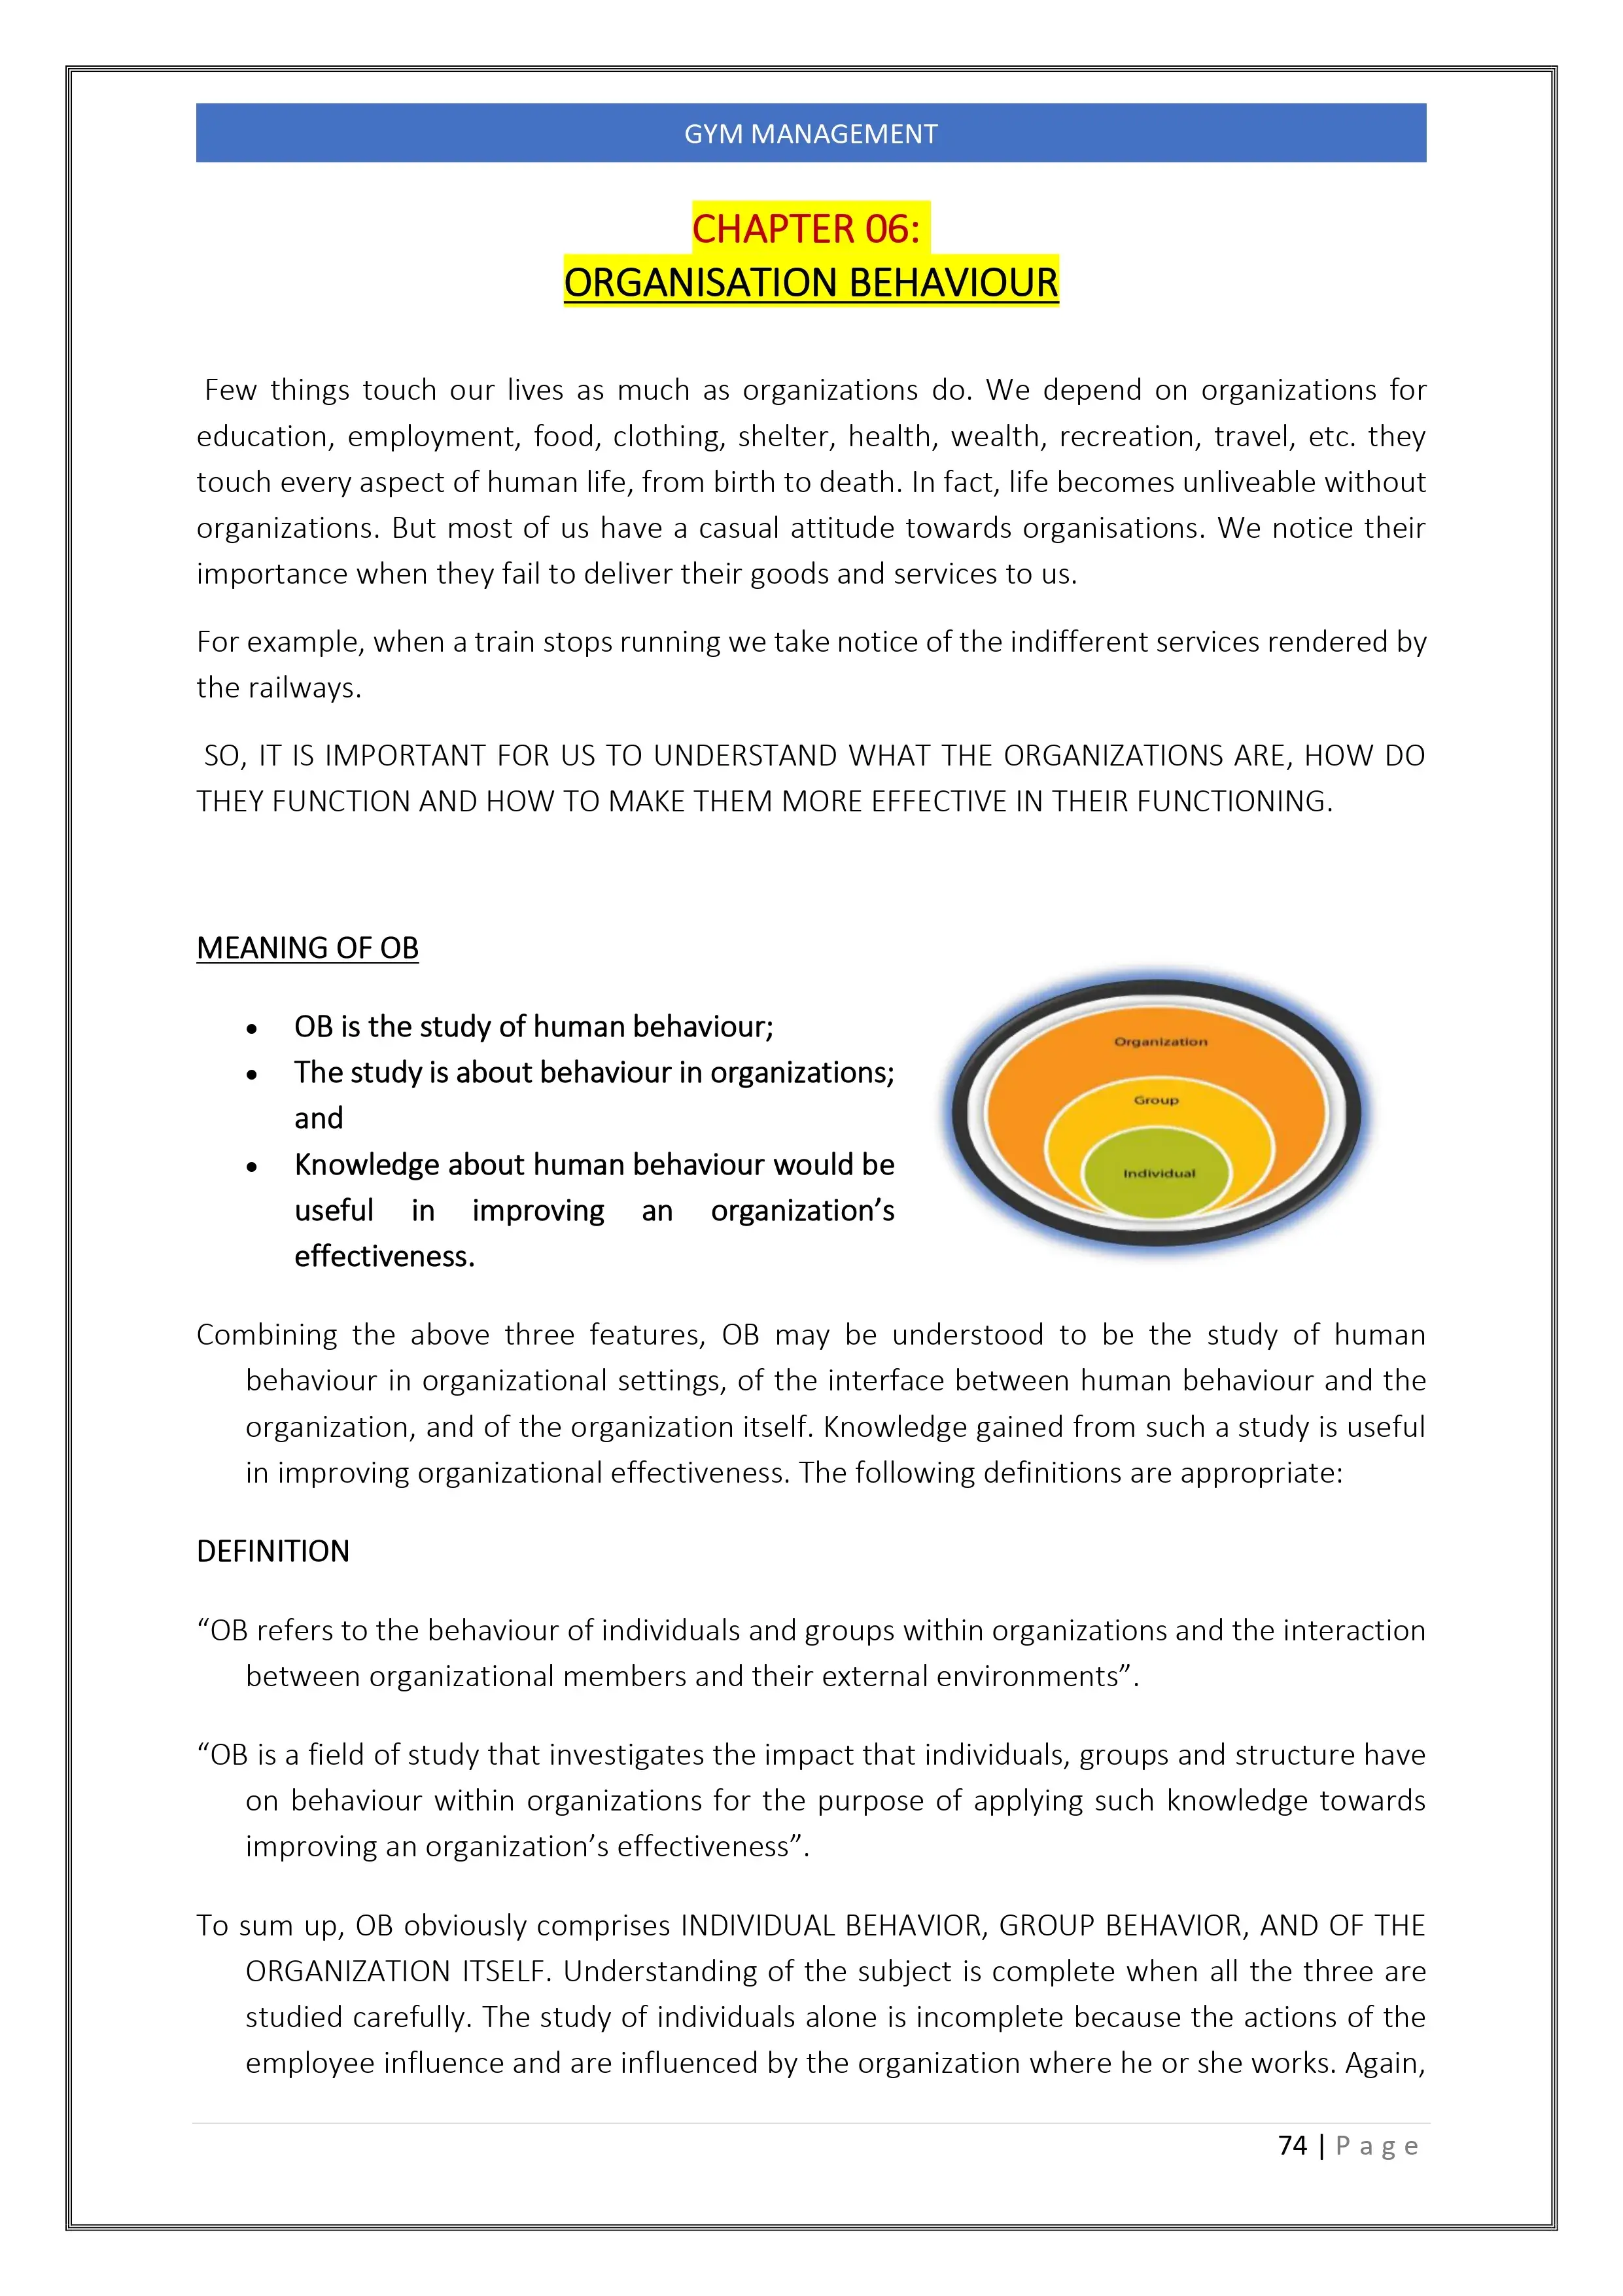 GYM MANAGEMENT
CHAPTER 06:
ORGANISATION BEHAVIOUR
Few things touch our lives as much as organizations do. We depend on organizations for
education, employment, food, clothing, shelter, health, wealth, recreation, travel, etc. they
touch every aspect of human life, from birth to death. In fact, life becomes unliveable without
organizations. But most of us have a casual attitude towards organisations. We notice their
importance when they fail to deliver their goods and services to us.
For example, when a train stops running we take notice of the indifferent services rendered by
the railways.
SO, IT IS IMPORTANT FOR US TO UNDERSTAND WHAT THE ORGANIZATIONS ARE, HOW DO
THEY FUNCTION AND HOW TO MAKE THEM MORE EFFECTIVE IN THEIR FUNCTIONING.
MEANING OF OB
• OB is the study of human behaviour;
• The study is about behaviour in organizations;
and
• Knowledge about human behaviour would be
useful in improving an organization’s
effectiveness.
Organization
Group
Individual
Combining the above three features, OB may be understood to be the study of human
behaviour in organizational settings, of the interface between human behaviour and the
organization, and of the organization itself. Knowledge gained from such a study is useful
in improving organizational effectiveness. The following definitions are appropriate:
DEFINITION
“OB refers to the behaviour of individuals and groups within organizations and the interaction
between organizational members and their external environments”.
“OB is a field of study that investigates the impact that individuals, groups and structure have
on behaviour within organizations for the purpose of applying such knowledge towards
improving an organization’s effectiveness”.
To sum up, OB obviously comprises INDIVIDUAL BEHAVIOR, GROUP BEHAVIOR, AND OF THE
ORGANIZATION ITSELF. Understanding of the subject is complete when all the three are
studied carefully. The study of individuals alone is incomplete because the actions of the
employee influence and are influenced by the organization where he or she works. Again,
74 | Page